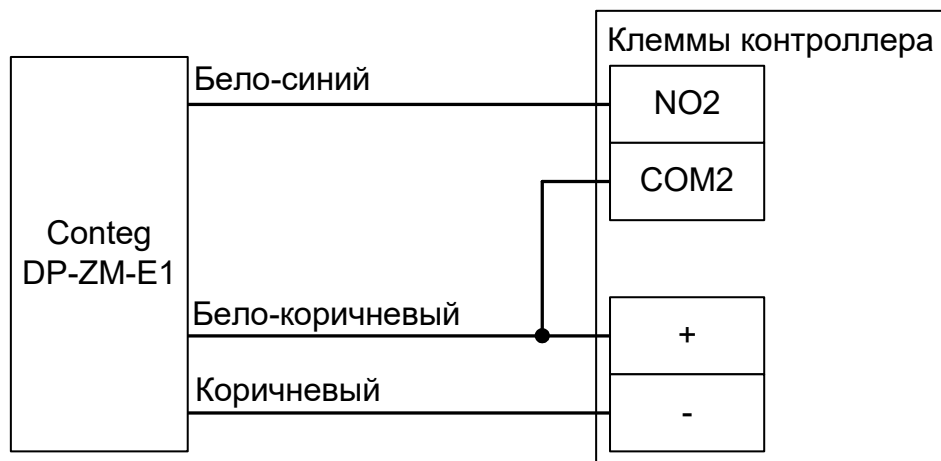 Клеммы контроллера
Бело-синий
NO2
COM2
Conteg
DP-ZM-E1
Бело-коричневый
+
Коричневый
-